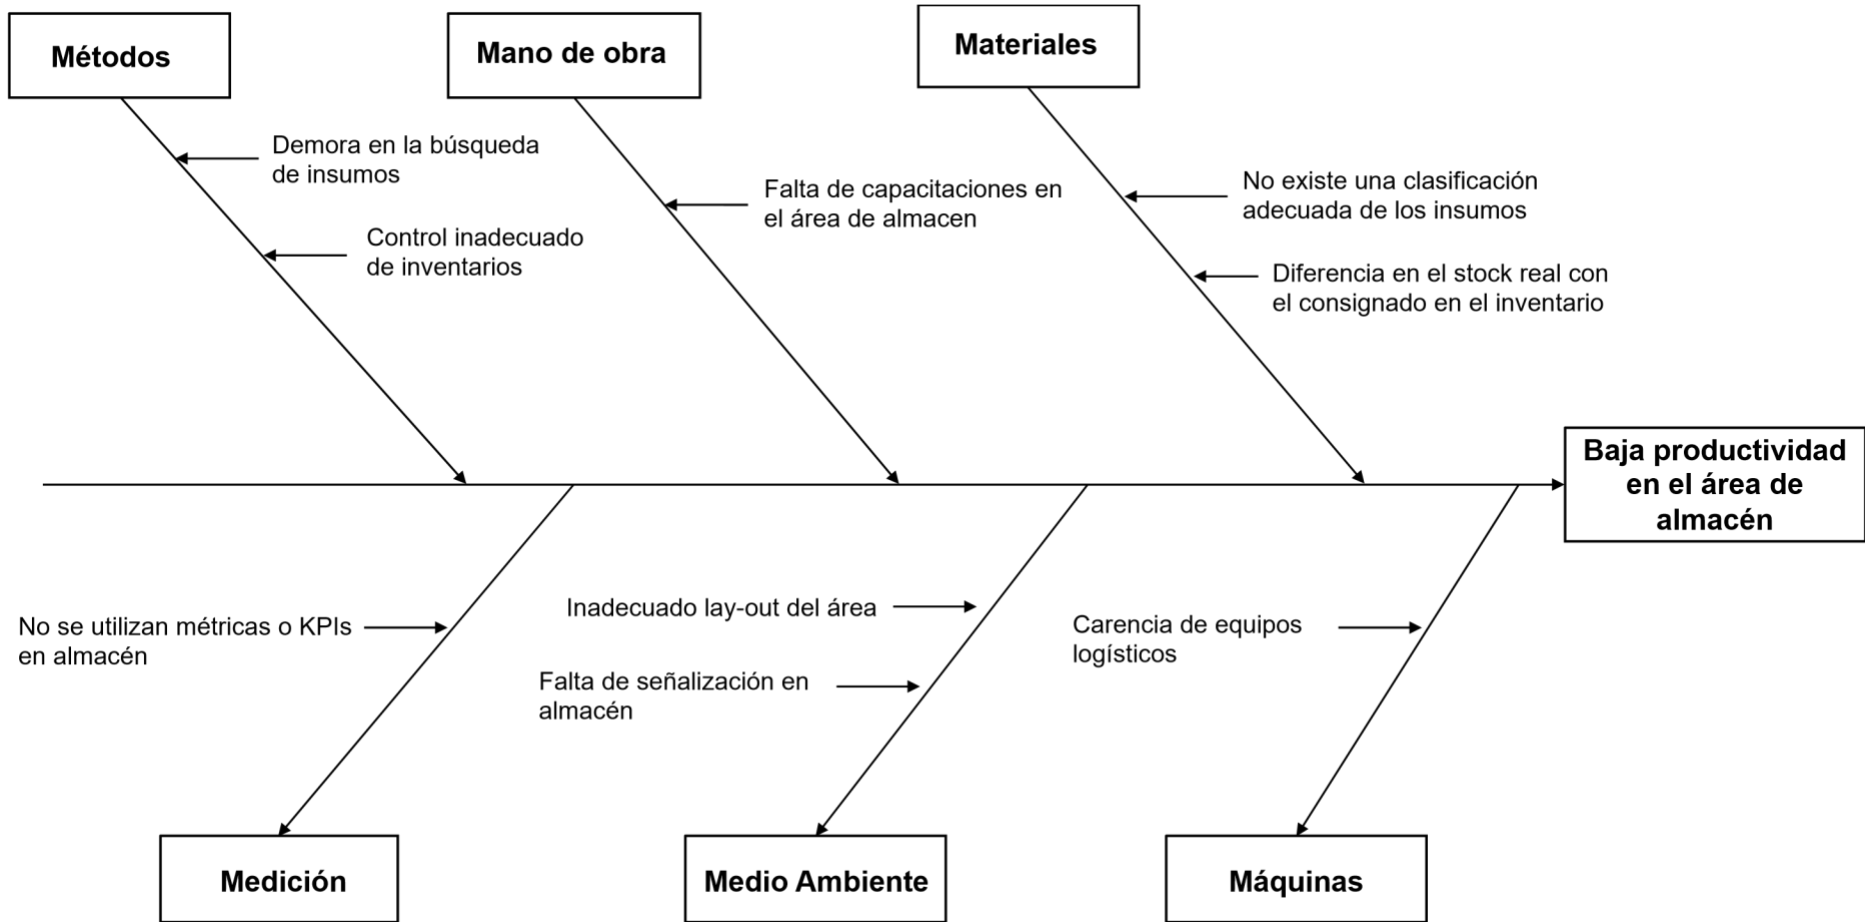 Métodos
Mano de obra
Materiales
Demora en la búsqueda
de insumos
Control inadecuado
de inventarios
Falta de capacitaciones en
el área de almacen
No existe una clasificación
adecuada de los insumos
Diferencia en el stock real con
el consignado en el inventario
Baja productividad
en el área de
almacén
No se utilizan métricas o KPIs
en almacén
Inadecuado lay-out del área
Falta de señalización en
almacén
Carencia de equipos
logísticos
Medición
Medio Ambiente
Máquinas